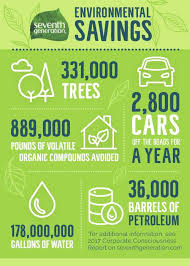 seventh
generation.
ENVIRONMENTAL
SAVINGS
331,000
TREES
2,800
CARS
OFF THE ROADS FOR
A YEAR
889,000
POUNDS OF VOLATILE
ORGANIC COMPOUNDS AVOIDED
36,000
BARRELS OF
PETROLEUM
178,000,000
GALLONS OF WATER
*for additional information, see
2017 Corporate Consciousness
Report on seventhgeneration.com